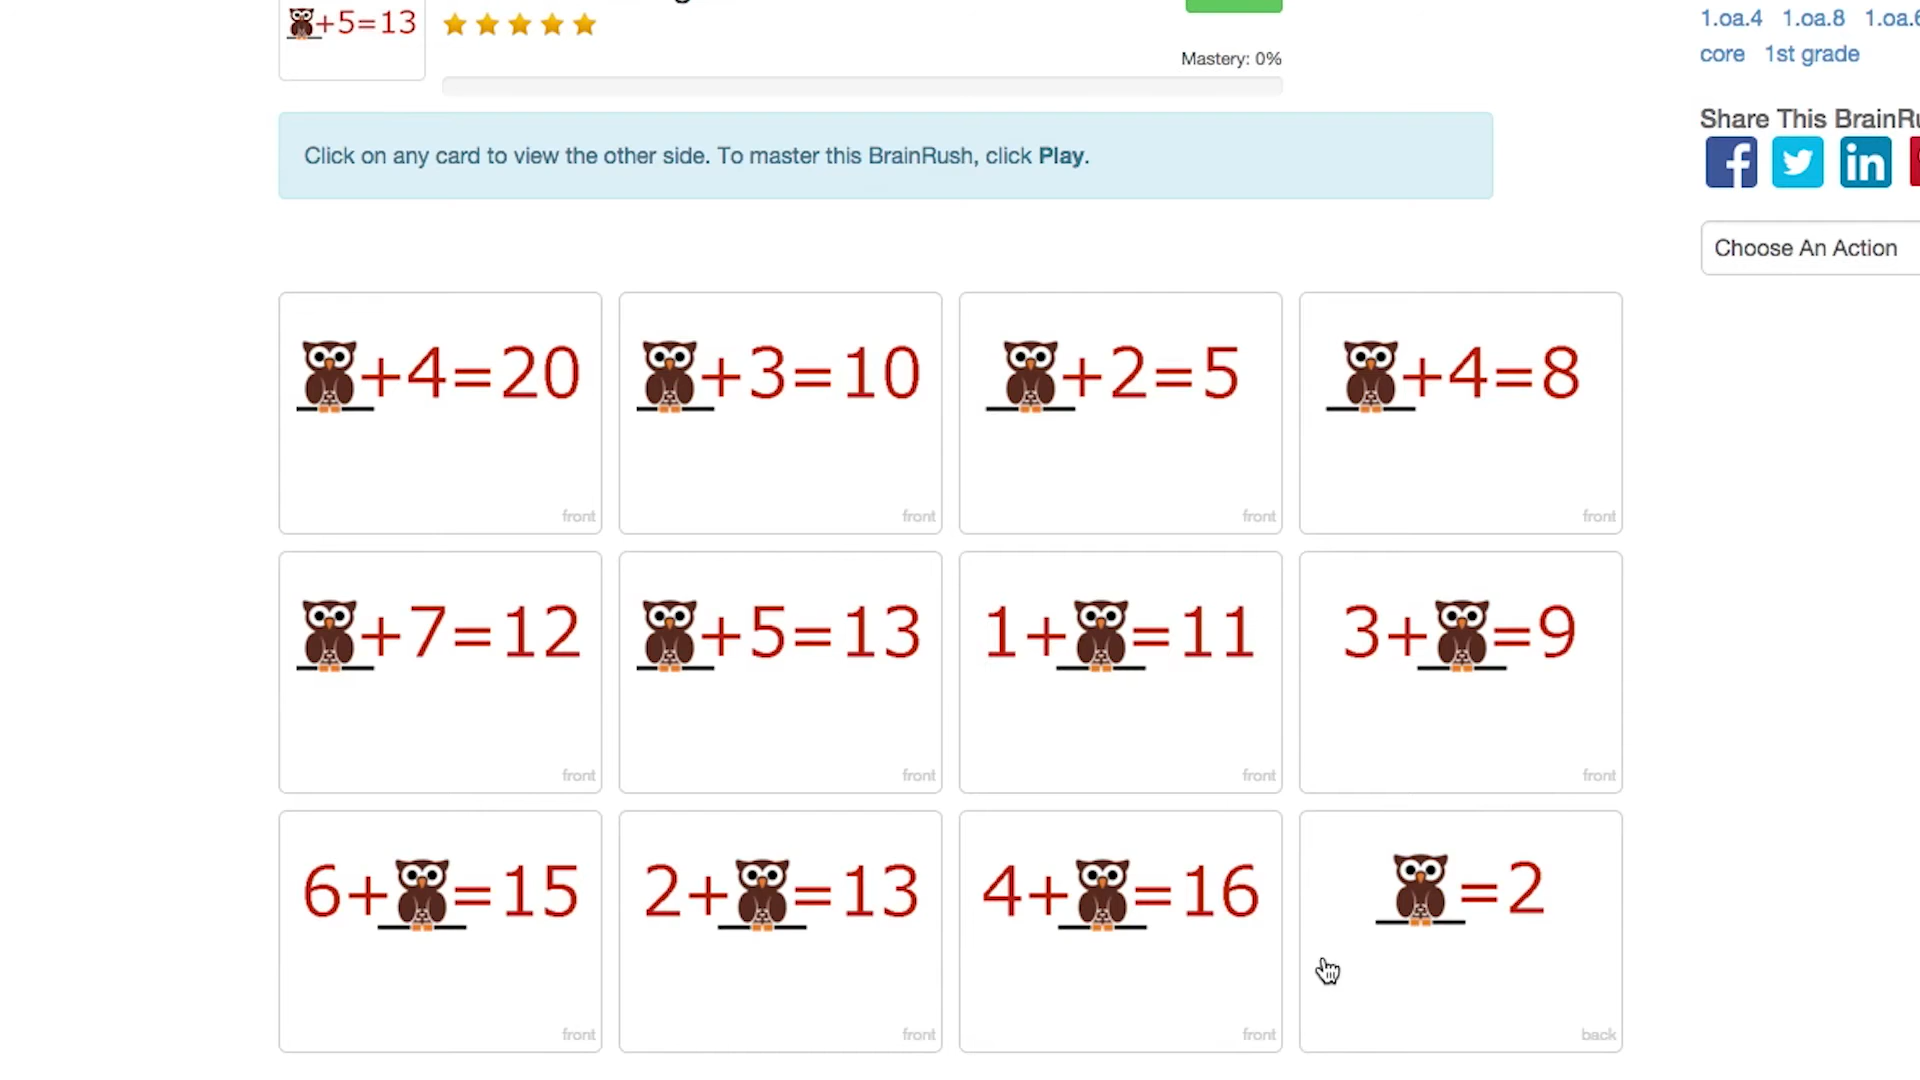 +5=13
Mastery: 0%
1.oa.4 1.oa.8
core 1st grade
Click on any card to view the other side. To master this BrainRush, click Play.
Share This
Choose An Action
+4=20
+3=10
+2=5
+4=8
front
front
front
front
+7=12
+5=13
1+ =11
3+ =9
front
front
front
front
6+ =15
2+ =13
4+ =16
=2
front
front
front
back